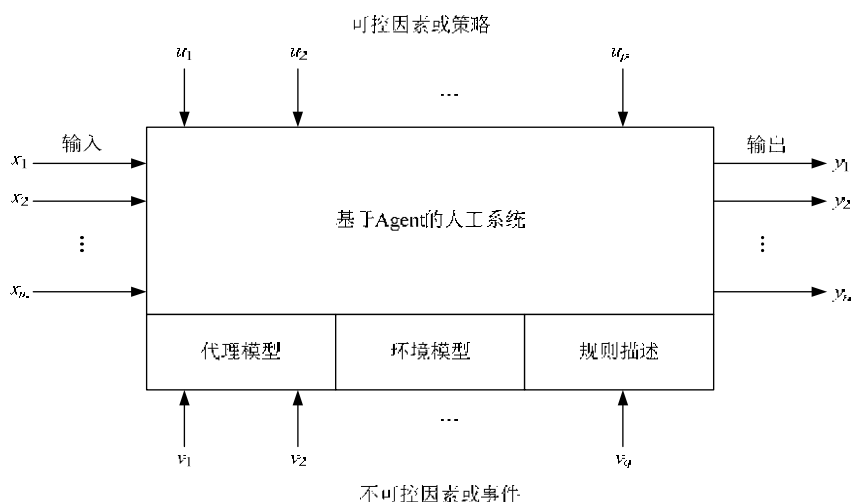 可控因素或策略
u1 u2 ... up
输入 输出
x1 y1
x2 y2
基于Agent的人工系统
代理模型 环境模型 规则描述
...
v1 v2 vq
不可控因素或事件